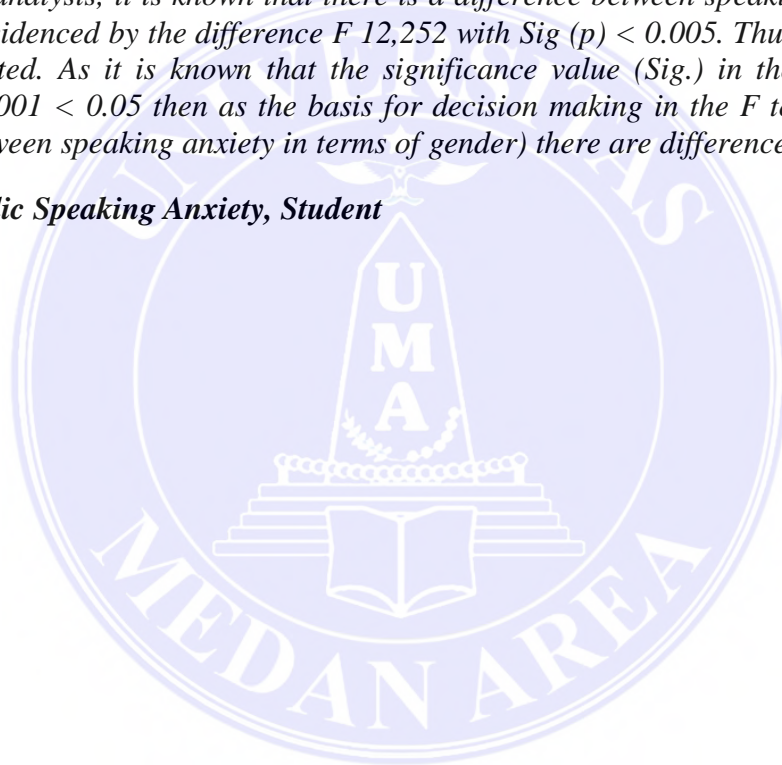 analysis, it is known that there is a difference between speaki
idenced by the difference F 12,252 with Sig (p) < 0.005. Thu
ted. As it is known that the significance value (Sig.) in th
001 < 0.05 then as the basis for decision making in the F t
ween speaking anxiety in terms of gender) there are difference
lic Speaking Anxiety, Student
UNIVERSITAS
U
M
A
MEDAN AREA